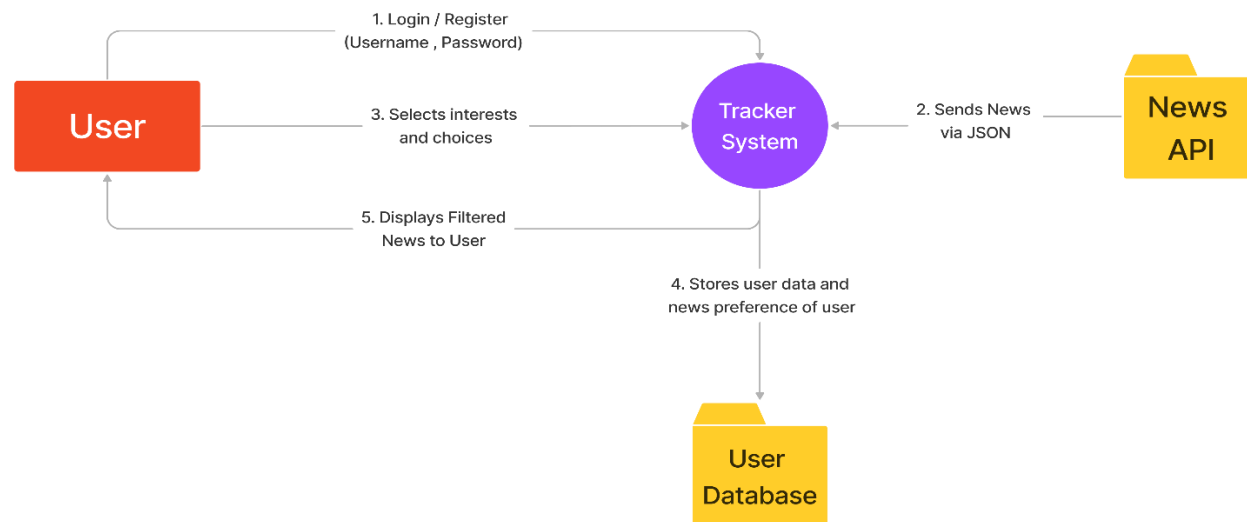 1. Login / Register
(Username , Password)
User
3. Selects interests
and choices
Tracker
System
2. Sends News
via JSON
News
API
5. Displays Filtered
News to User
4. Stores user data and
news preference of user
User
Database